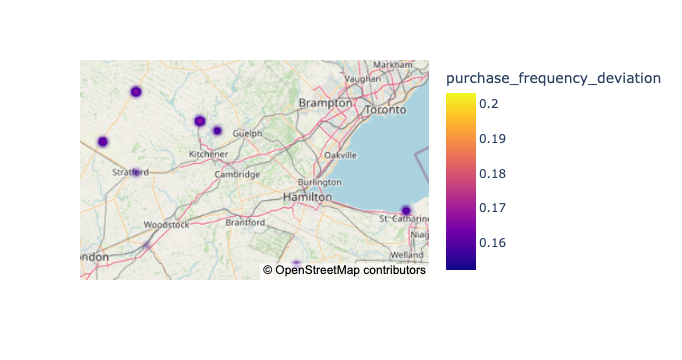 Markham
Vaughan
Brampton
Toronto
Guelph
Kitchener
Oakville
Stratford
Cambridge
Burlington
Hamilton
Woodstock
Brantford
St. Catharine
Niag
Welland
ondon
© OpenStreetMap contributors
purchase_frequency_deviation
0.2
0.19
0.18
0.17
0.16